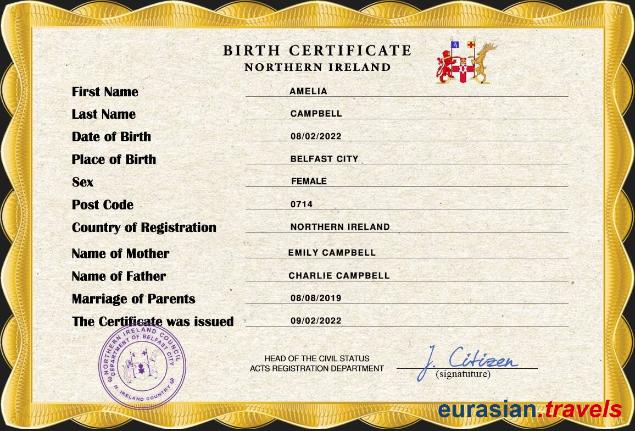 BIRTH CERTIFICATE
NORTHERN IRELAND
First Name AMELIA
Last Name CAMPBELL
Date of Birth 08/02/2022
Place of Birth BELFAST CITY
Sex FEMALE
Post Code 0714
Country of Registration NORTHERN IRELAND
Name of Mother EMILY CAMPBELL
Name of Father CHARLIE CAMPBELL
Marriage of Parents 08/08/2019
The Certificate was issued 09/02/2022
NORTHERN IRELAND COUNCIL
DEPARTMENT OF BELFAST CITY
N. IRELAND COUNTRY
HEAD OF THE CIVIL STATUS
ACTS REGISTRATION DEPARTMENT
J. Citizen
(signatuture)
eurasian.travels